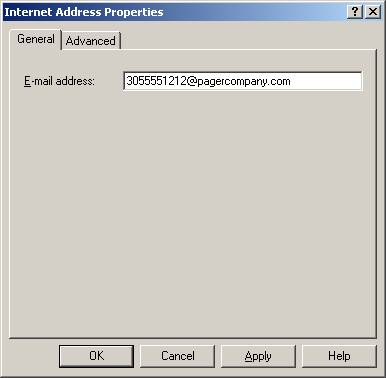 Internet Address Properties
General Advanced
E-mail address: 3055551212@pagercompany.com
OK Cancel Apply Help